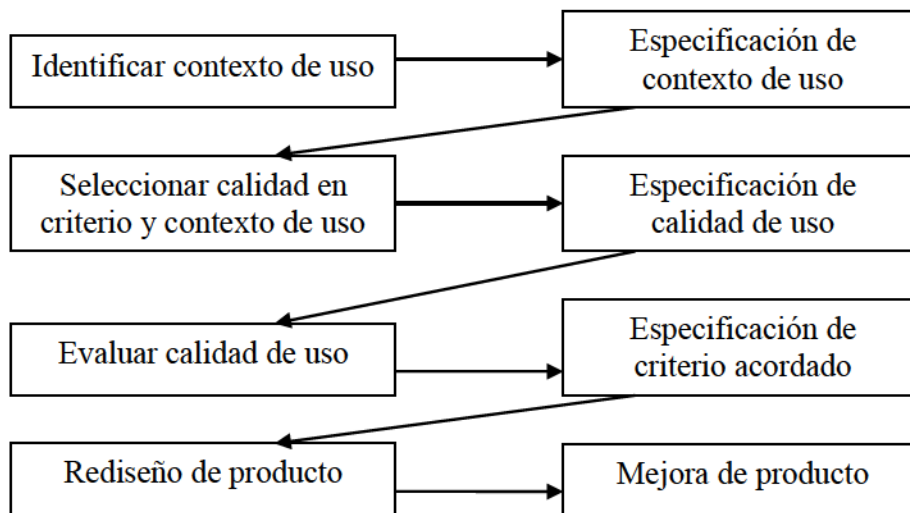 Identificar contexto de uso
Especificación de
contexto de uso
Seleccionar calidad en
criterio y contexto de uso
Especificación de
calidad de uso
Evaluar calidad de uso
Especificación de
criterio acordado
Rediseño de producto
Mejora de producto